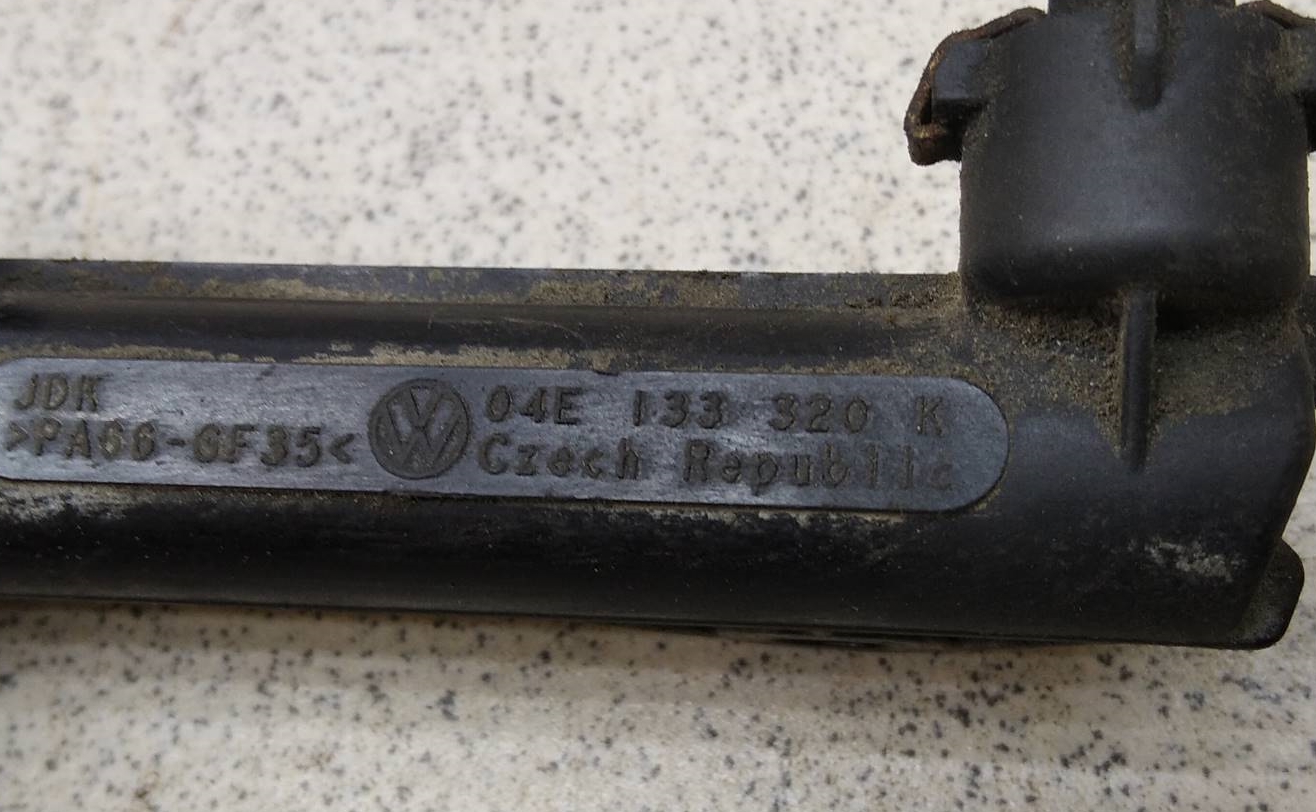 JDK
>PA66-GF35<
04E 133 320 K
Czech Republic